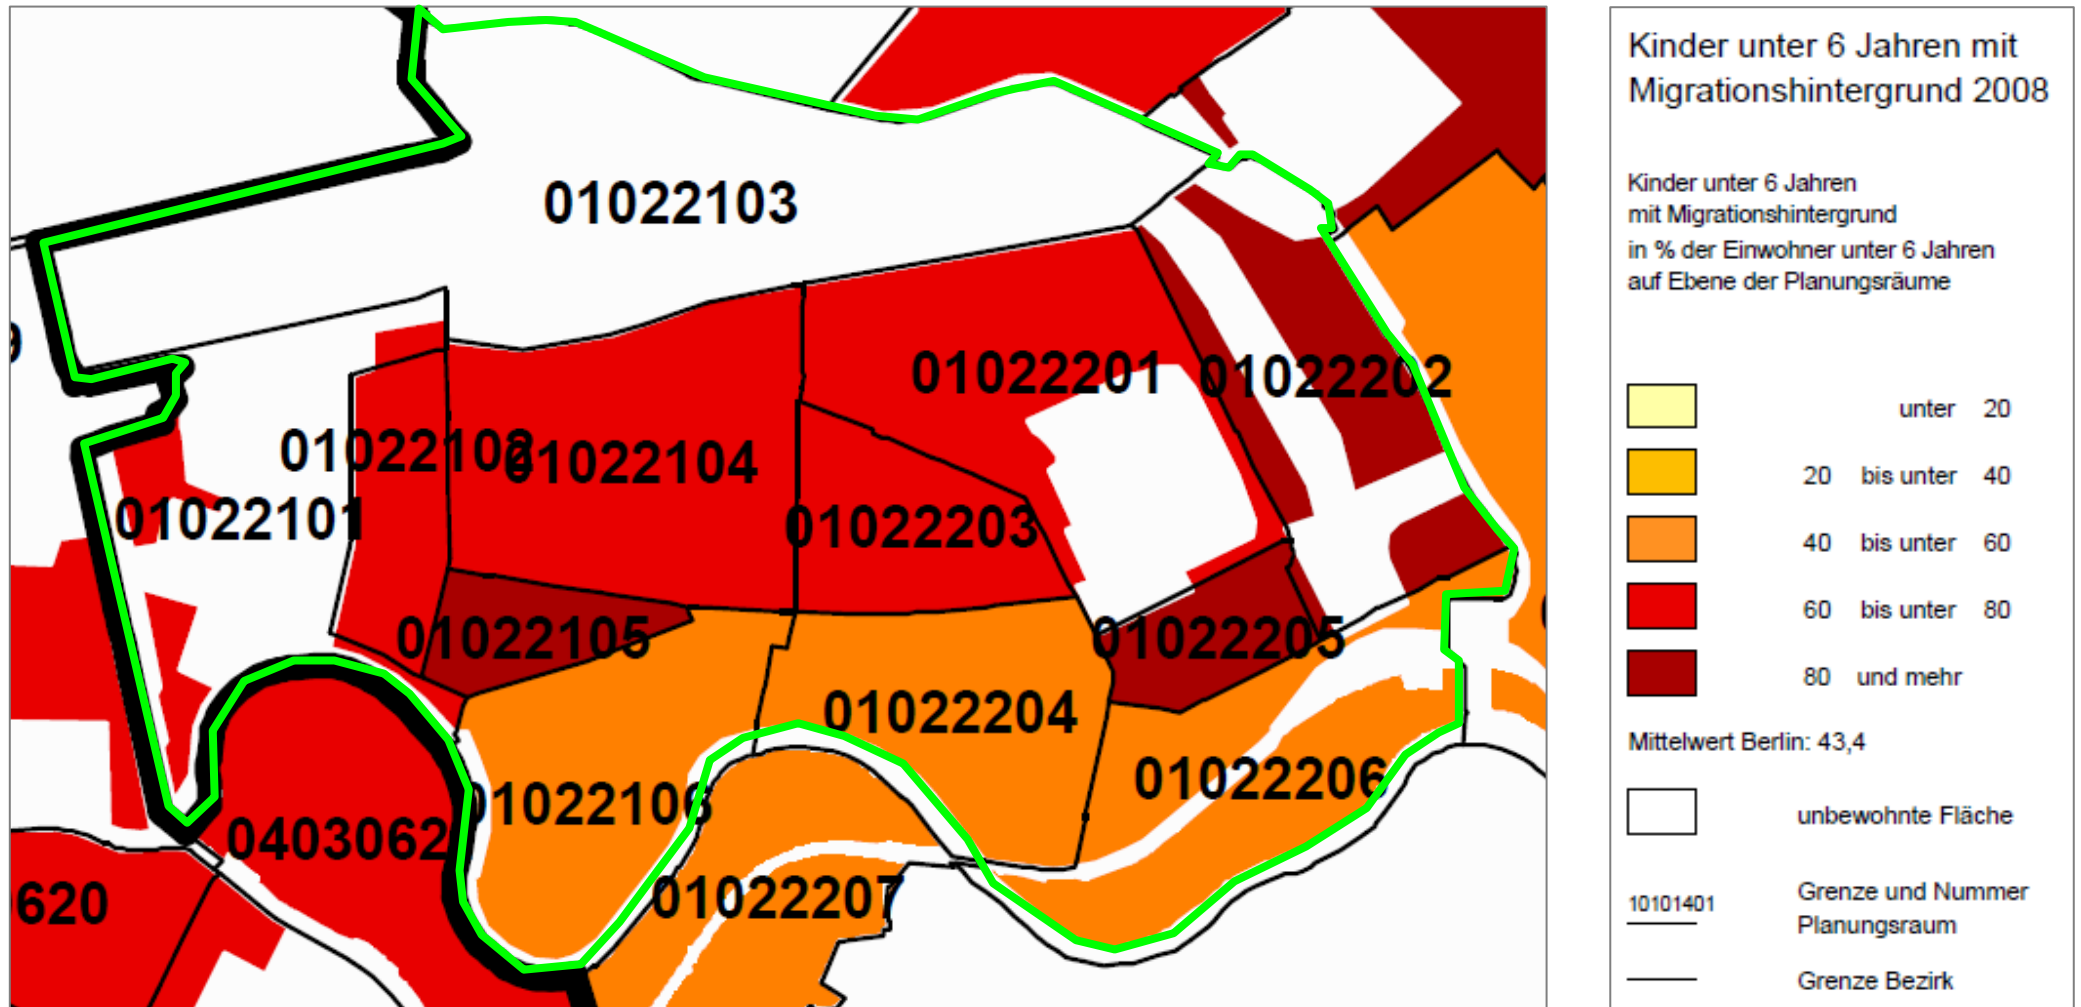 01022103
01022201
01022202
9
01022102
01022104
01022101
01022203
01022105
01022205
01022204
01022206
01022106
0403062
01022207
620
Kinder unter 6 Jahren mit
Migrationshintergrund 2008
Kinder unter 6 Jahren
mit Migrationshintergrund
in % der Einwohner unter 6 Jahren
auf Ebene der Planungsräume
unter 20
20 bis unter 40
40 bis unter 60
60 bis unter 80
80 und mehr
Mittelwert Berlin: 43,4
unbewohnte Fläche
10101401
Grenze und Nummer
Planungsraum
Grenze Bezirk